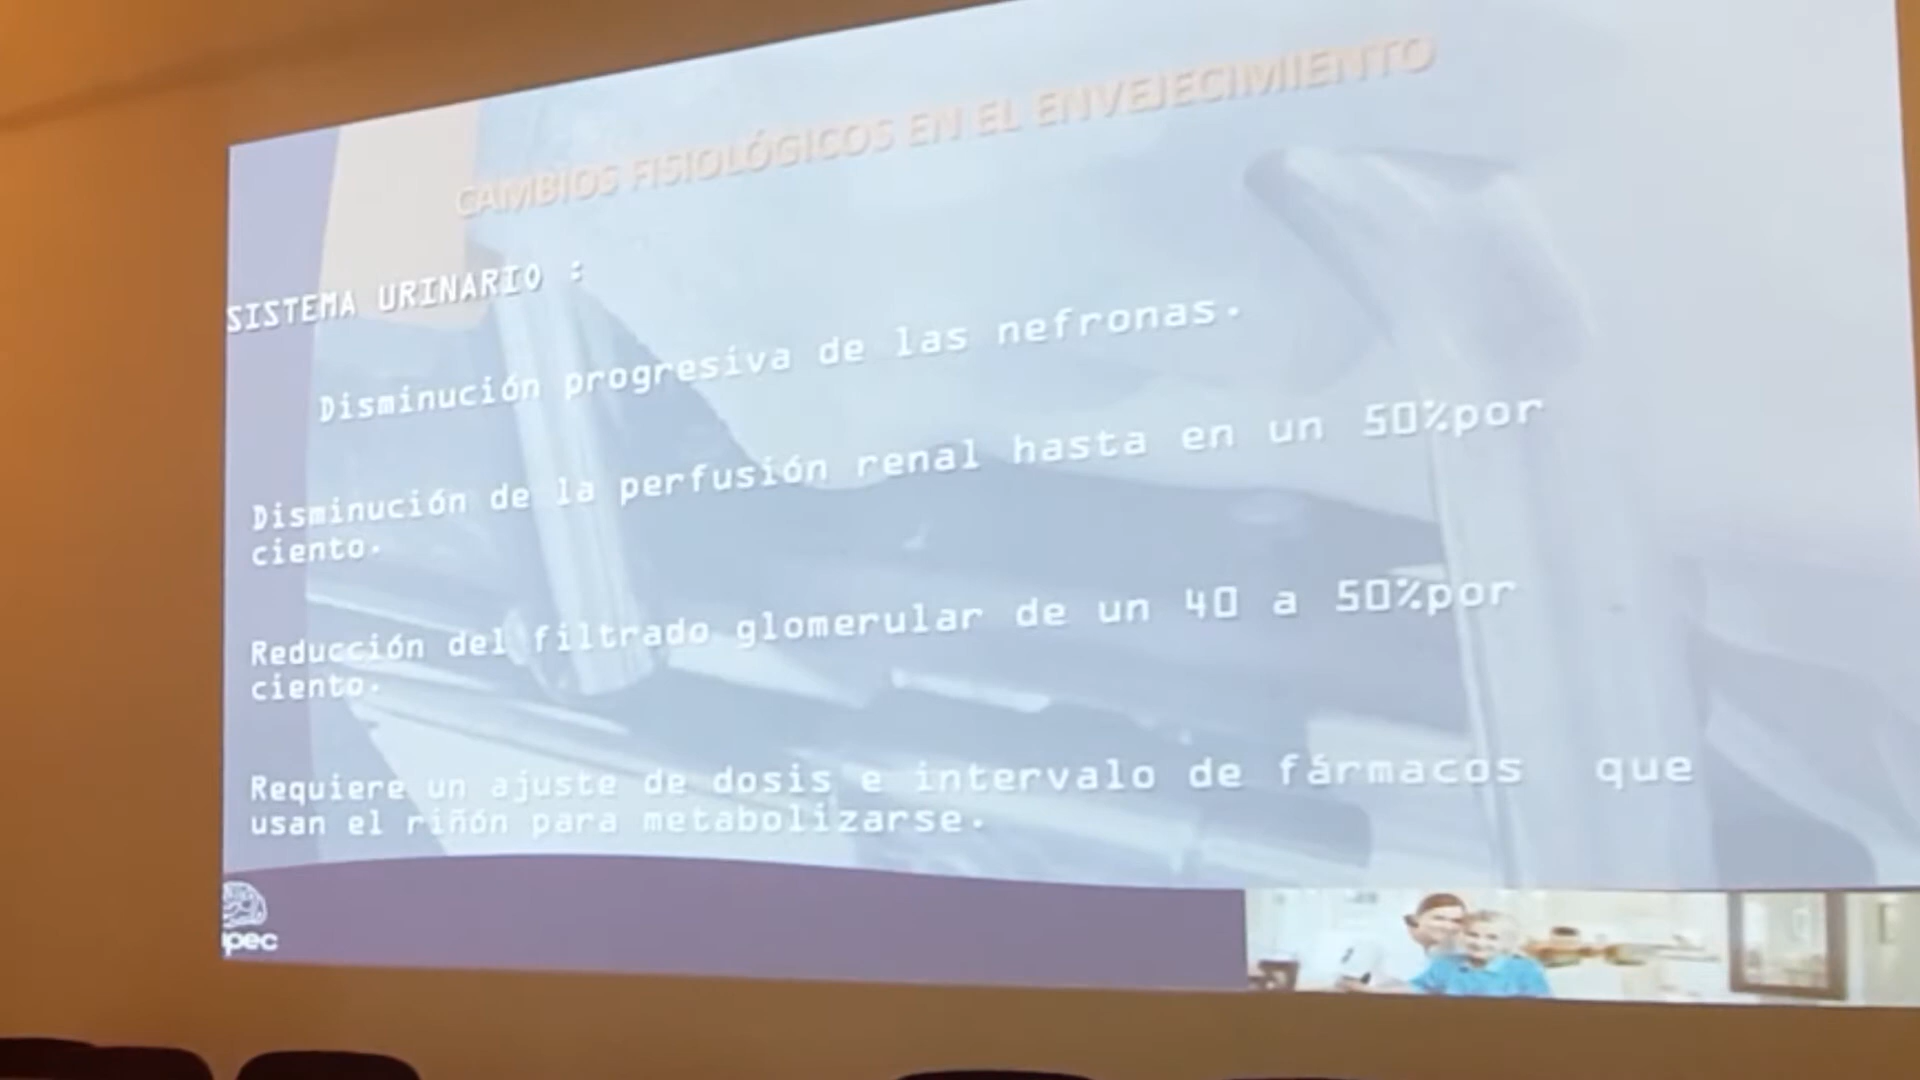 CAMBIOS FISIOLÓGICOS EN EL ENVEJECIMIENTO
SISTEMA URINARIO :
Disminución progresiva de las nefronas.
Disminución de la perfusión renal hasta en un 50%por
ciento.
Reducción del filtrado glomerular de un 40 a 50%por
ciento.
Requiere un ajuste de dosis e intervalo de fármacos que
usan el riñón para metabolizarse.
ipec